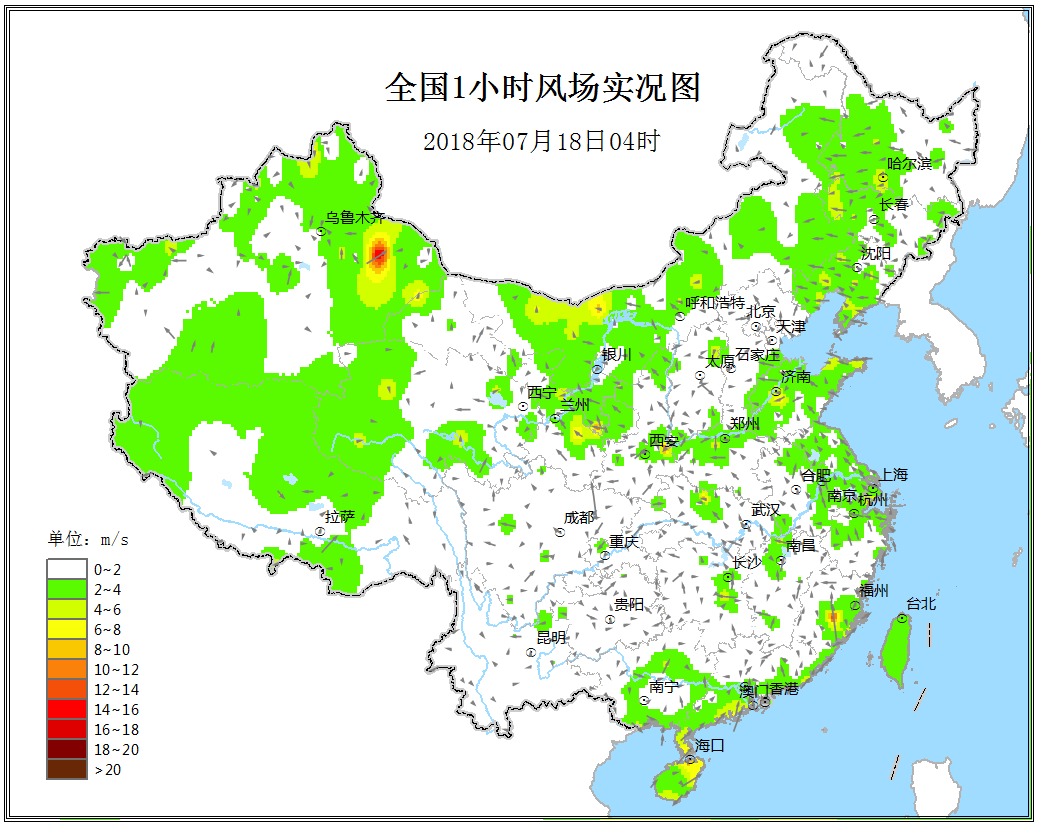 全国1小时风场实况图
2018年07月18日04时
哈尔滨
长春
乌鲁木齐
沈阳
呼和浩特
北京
天津
银川
太原
石家庄
济南
西宁
兰州
郑州
西安
合肥
上海
南京
杭州
拉萨
成都
武汉
重庆
南昌
长沙
贵阳
福州
台北
昆明
南宁
澳门
香港
海口
单位: m/s
0~2
2~4
4~6
6~8
8~10
10~12
12~14
14~16
16~18
18~20
>20